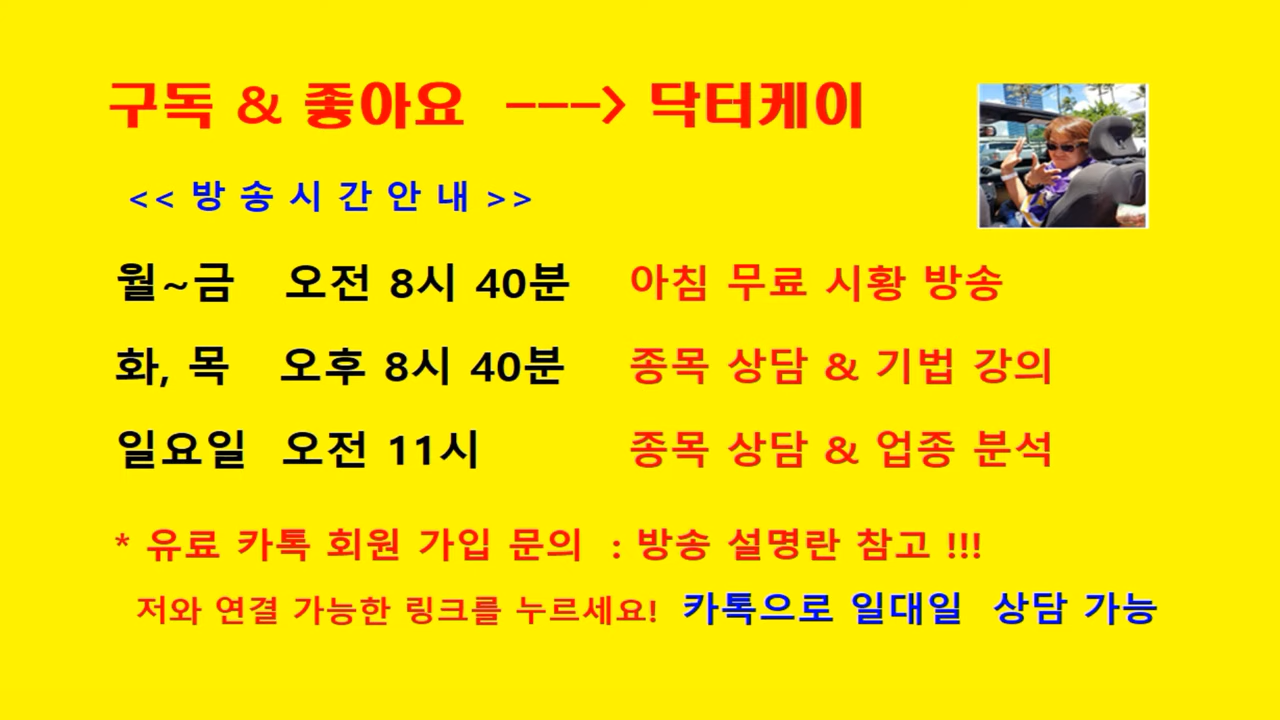 구독 & 좋아요 ---> 닥터케이
<< 방 송 시 간 안 내 >>
월~금 오전 8시 40분 아침 무료 시황 방송
화, 목 오후 8시 40분 종목 상담 & 기법 강의
일요일 오전 11시 종목 상담 & 업종 분석
* 유료 카톡 회원 가입 문의 : 방송 설명란 참고 !!!
저와 연결 가능한 링크를 누르세요! 카톡으로 일대일 상담 가능